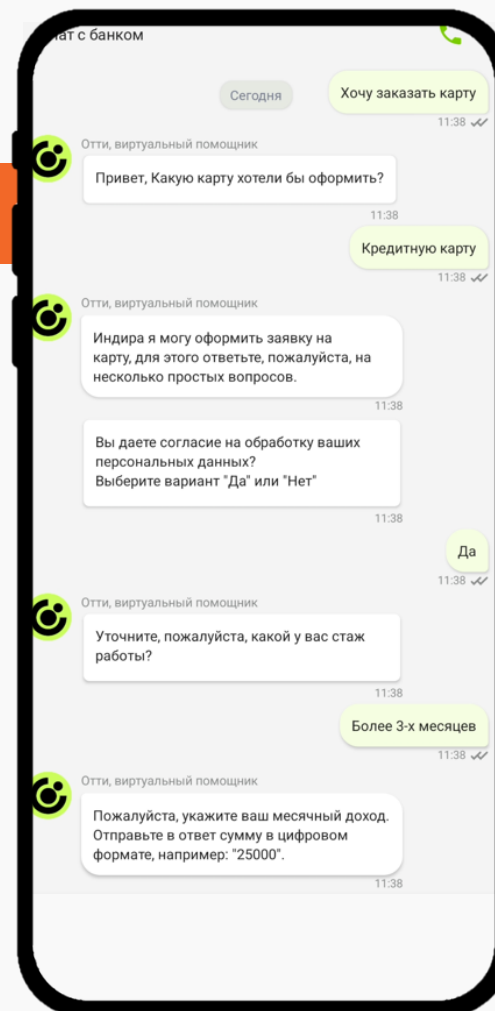 ат с банком
Сегодня
Хочу заказать карту
11:38
Отти, виртуальный помощник
Привет, Какую карту хотели бы оформить?
11:38
Кредитную карту
11:38
Отти, виртуальный помощник
Индира я могу оформить заявку на
карту, для этого ответьте, пожалуйста, на
несколько простых вопросов.
11:38
Вы даете согласие на обработку ваших
персональных данных?
Выберите вариант "Да" или "Нет"
11:38
Да
11:38
Отти, виртуальный помощник
Уточните, пожалуйста, какой у вас стаж
работы?
11:38
Более 3-х месяцев
11:38
Отти, виртуальный помощник
Пожалуйста, укажите ваш месячный доход.
Отправьте в ответ сумму в цифровом
формате, например: "25000".
11:38